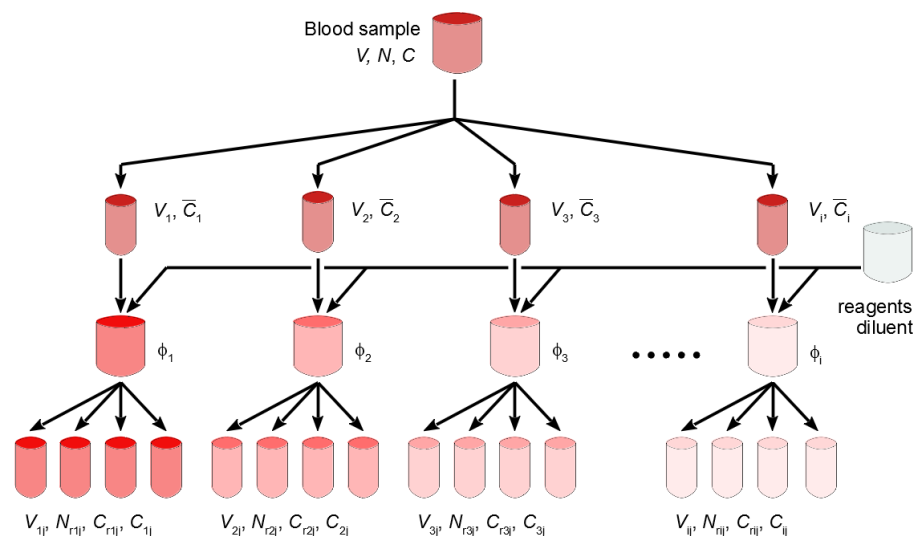 Blood sample
V, N, C
V₁, C̅₁
V₂, C̅₂
V₃, C̅₃
Vᵢ, C̅ᵢ
reagents
diluent
ϕ₁
ϕ₂
ϕ₃
ϕᵢ
V₁ⱼ, Nᵣ₁ⱼ, Cᵣ₁ⱼ, C₁ⱼ
V₂ⱼ, Nᵣ₂ⱼ, Cᵣ₂ⱼ, C₂ⱼ
V₃ⱼ, Nᵣ₃ⱼ, Cᵣ₃ⱼ, C₃ⱼ
Vᵢⱼ, Nᵣᵢⱼ, Cᵣᵢⱼ, Cᵢⱼ